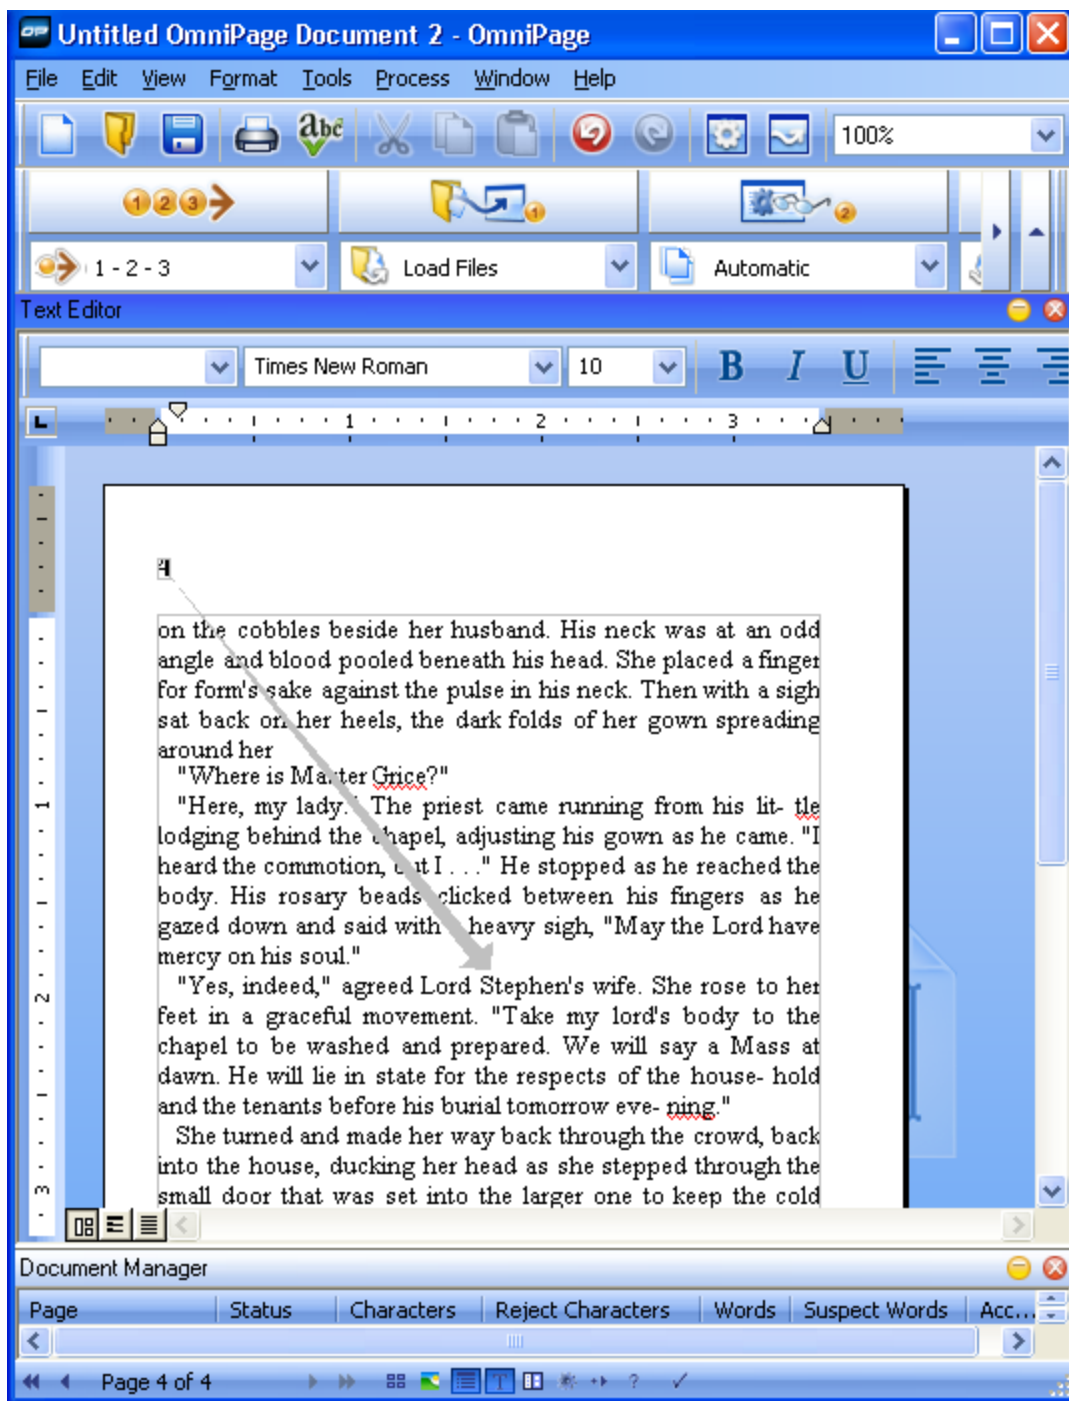 Untitled OmniPage Document 2 - OmniPage
File Edit View Format Tools Process Window Help
abc 100%
1 2 3 1 2
1 - 2 - 3 Load Files Automatic
Text Editor
Times New Roman 10 B I U
1 2 3
4
on the cobbles beside her husband. His neck was at an odd
angle and blood pooled beneath his head. She placed a finger
for form's sake against the pulse in his neck. Then with a sigh
sat back on her heels, the dark folds of her gown spreading
around her
"Where is Master Grice?"
"Here, my lady." The priest came running from his lit- tle
lodging behind the chapel, adjusting his gown as he came. "I
heard the commotion, but I . . ." He stopped as he reached the
body. His rosary beads clicked between his fingers as he
gazed down and said with heavy sigh, "May the Lord have
mercy on his soul."
"Yes, indeed," agreed Lord Stephen's wife. She rose to her
feet in a graceful movement. "Take my lord's body to the
chapel to be washed and prepared. We will say a Mass at
dawn. He will lie in state for the respects of the house- hold
and the tenants before his burial tomorrow eve- ning."
She turned and made her way back through the crowd, back
into the house, ducking her head as she stepped through the
small door that was set into the larger one to keep the cold
1
2
3
Document Manager
Page Status Characters Reject Characters Words Suspect Words Acc...
Page 4 of 4